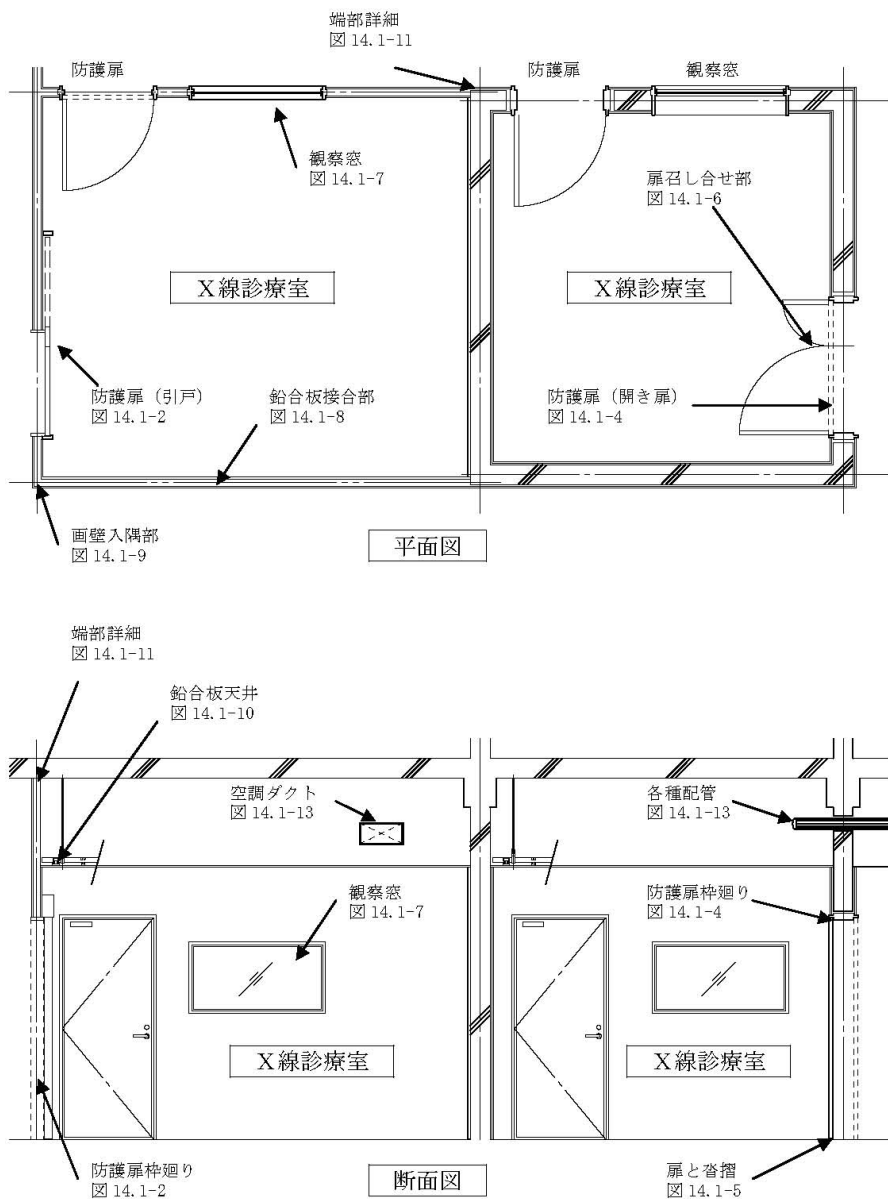 端部詳細
図 14.1-11
防護扉
防護扉
観察窓
観察窓
図 14.1-7
扉召し合せ部
図 14.1-6
X線診療室
X線診療室
防護扉（引戸）
図 14.1-2
鉛合板接合部
図 14.1-8
防護扉（開き扉）
図 14.1-4
画壁入隅部
図 14.1-9
平面図
端部詳細
図 14.1-11
鉛合板天井
図 14.1-10
空調ダクト
図 14.1-13
各種配管
図 14.1-13
観察窓
図 14.1-7
防護扉枠廻り
図 14.1-4
X線診療室
X線診療室
防護扉枠廻り
図 14.1-2
断面図
扉と沓摺
図 14.1-5